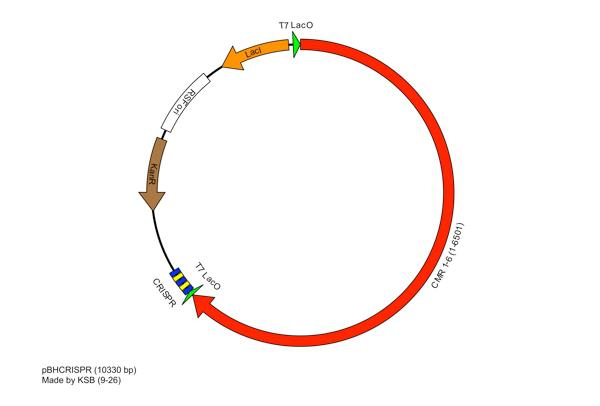 T7 LacO
LacI
RSF ori
KanR
CMR 1-6 (1-6501)
T7 LacO
CRISPR
pBHCRISPR (10330 bp)
Made by KSB (9-26)